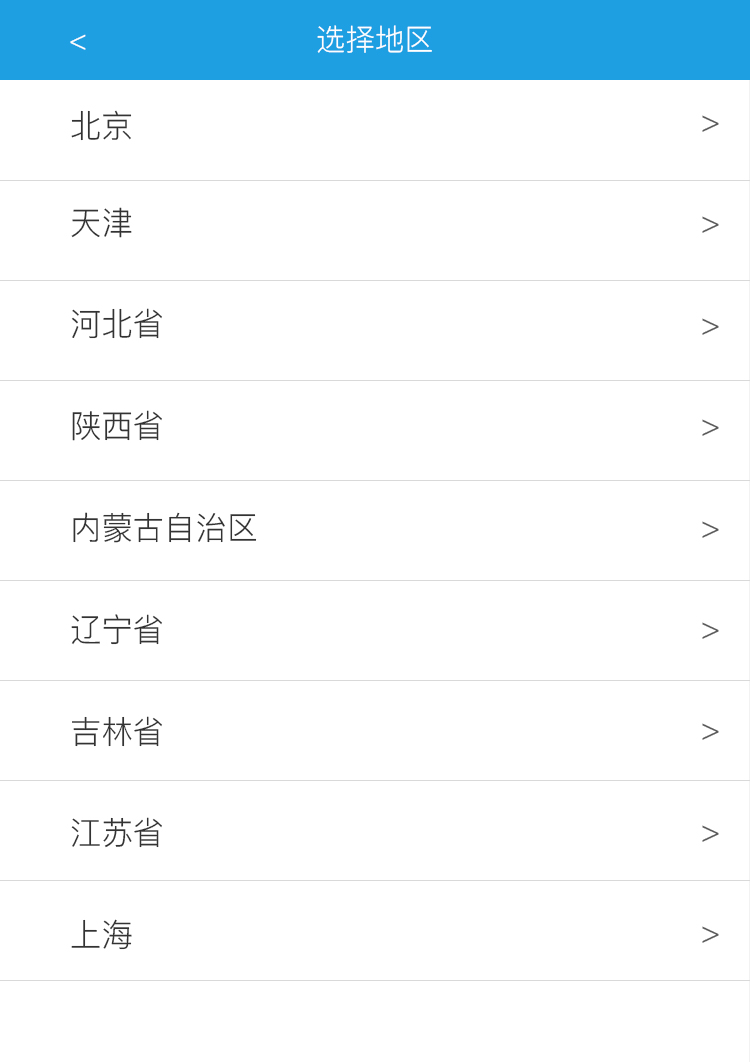 < 选择地区
北京 >
天津 >
河北省 >
陕西省 >
内蒙古自治区 >
辽宁省 >
吉林省 >
江苏省 >
上海 >